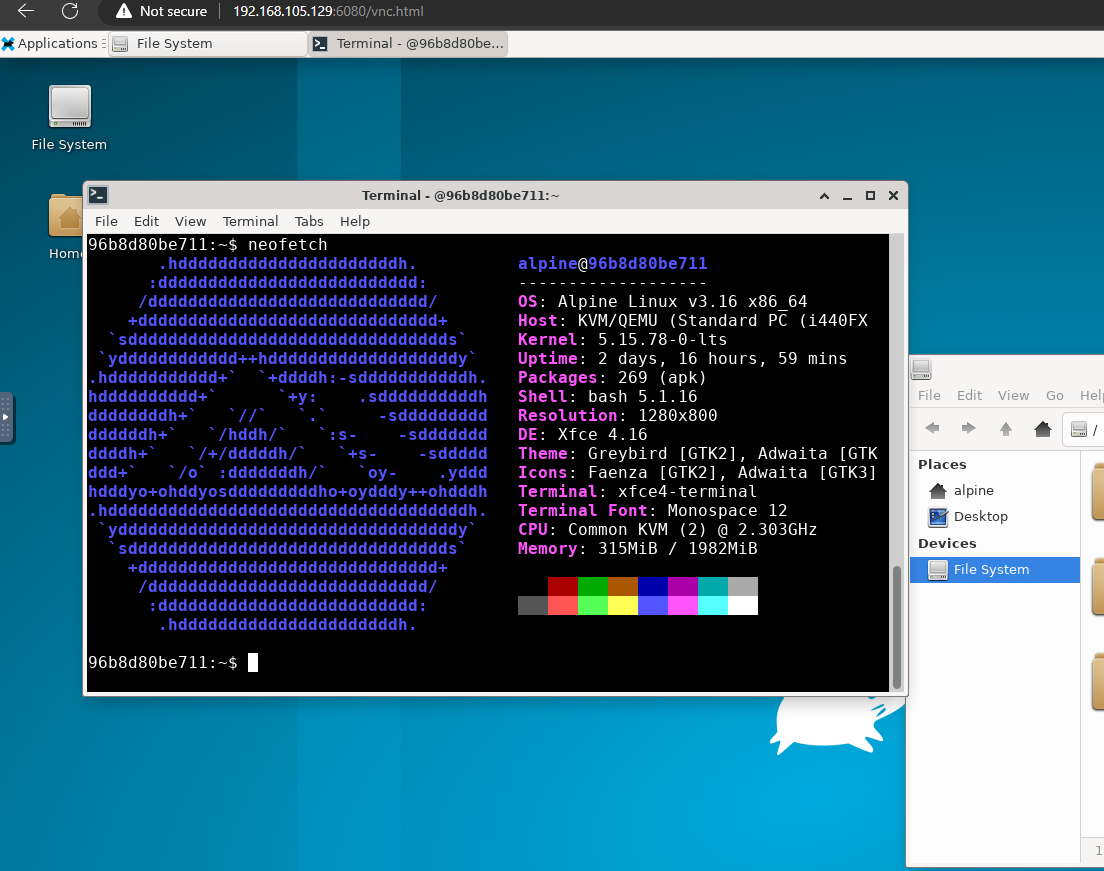 Not secure 192.168.105.129:6080/vnc.html
Applications File System Terminal - @96b8d80be...
File System
Home
Terminal - @96b8d80be711:~
File Edit View Terminal Tabs Help
96b8d80be711:~$ neofetch
.hddddddddddddddddddddddh. alpine@96b8d80be711
:dddddddddddddddddddddddddd: -------------------
/dddddddddddddddddddddddddddd/ OS: Alpine Linux v3.16 x86_64
+dddddddddddddddddddddddddddddd+ Host: KVM/QEMU (Standard PC (i440FX
`sdddddddddddddddddddddddddddddddds` Kernel: 5.15.78-0-lts
`ydddddddddddd++hdddddddddddddddddddy` Uptime: 2 days, 16 hours, 59 mins
.hddddddddddd+` `+ddddh:-sdddddddddddh. Packages: 269 (apk)
hdddddddddd+` `+y: .sddddddddddh Shell: bash 5.1.16
ddddddddh+` `//` `.` -sddddddddd Resolution: 1280x800
ddddddh+` `/hddh/` `:s- -sddddddd DE: Xfce 4.16
ddddh+` `/+/dddddh/` `+s- -sddddd Theme: Greybird [GTK2], Adwaita [GTK
ddd+` `/o` :dddddddh/` `oy- .yddd Icons: Faenza [GTK2], Adwaita [GTK3]
hdddyo+ohddyosdddddddddho+oydddy++ohdddh Terminal: xfce4-terminal
.hddddddddddddddddddddddddddddddddddddh. Terminal Font: Monospace 12
`yddddddddddddddddddddddddddddddddddy` CPU: Common KVM (2) @ 2.303GHz
`sdddddddddddddddddddddddddddddddds` Memory: 315MiB / 1982MiB
+dddddddddddddddddddddddddddddd+
/dddddddddddddddddddddddddddd/
:dddddddddddddddddddddddddd:
.hddddddddddddddddddddddh.
96b8d80be711:~$
File Edit View Go Help
/
Places
alpine
Desktop
Devices
File System
1